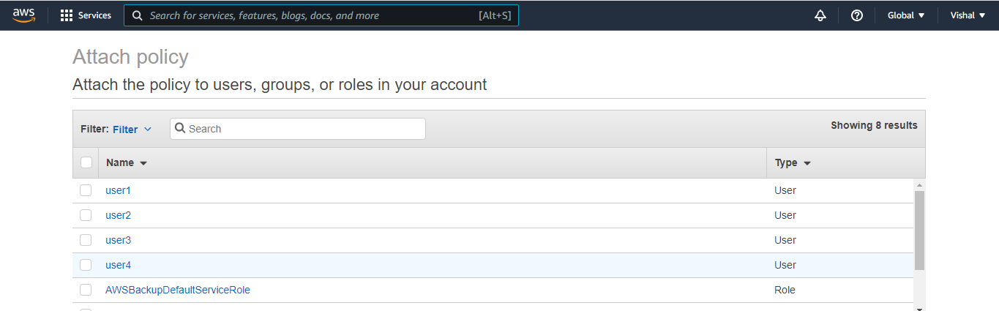 aws Services Search for services, features, blogs, docs, and more [Alt+S] Global Vishal
Attach policy
Attach the policy to users, groups, or roles in your account
Filter: Filter Search Showing 8 results
Name Type
user1 User
user2 User
user3 User
user4 User
AWSBackupDefaultServiceRole Role